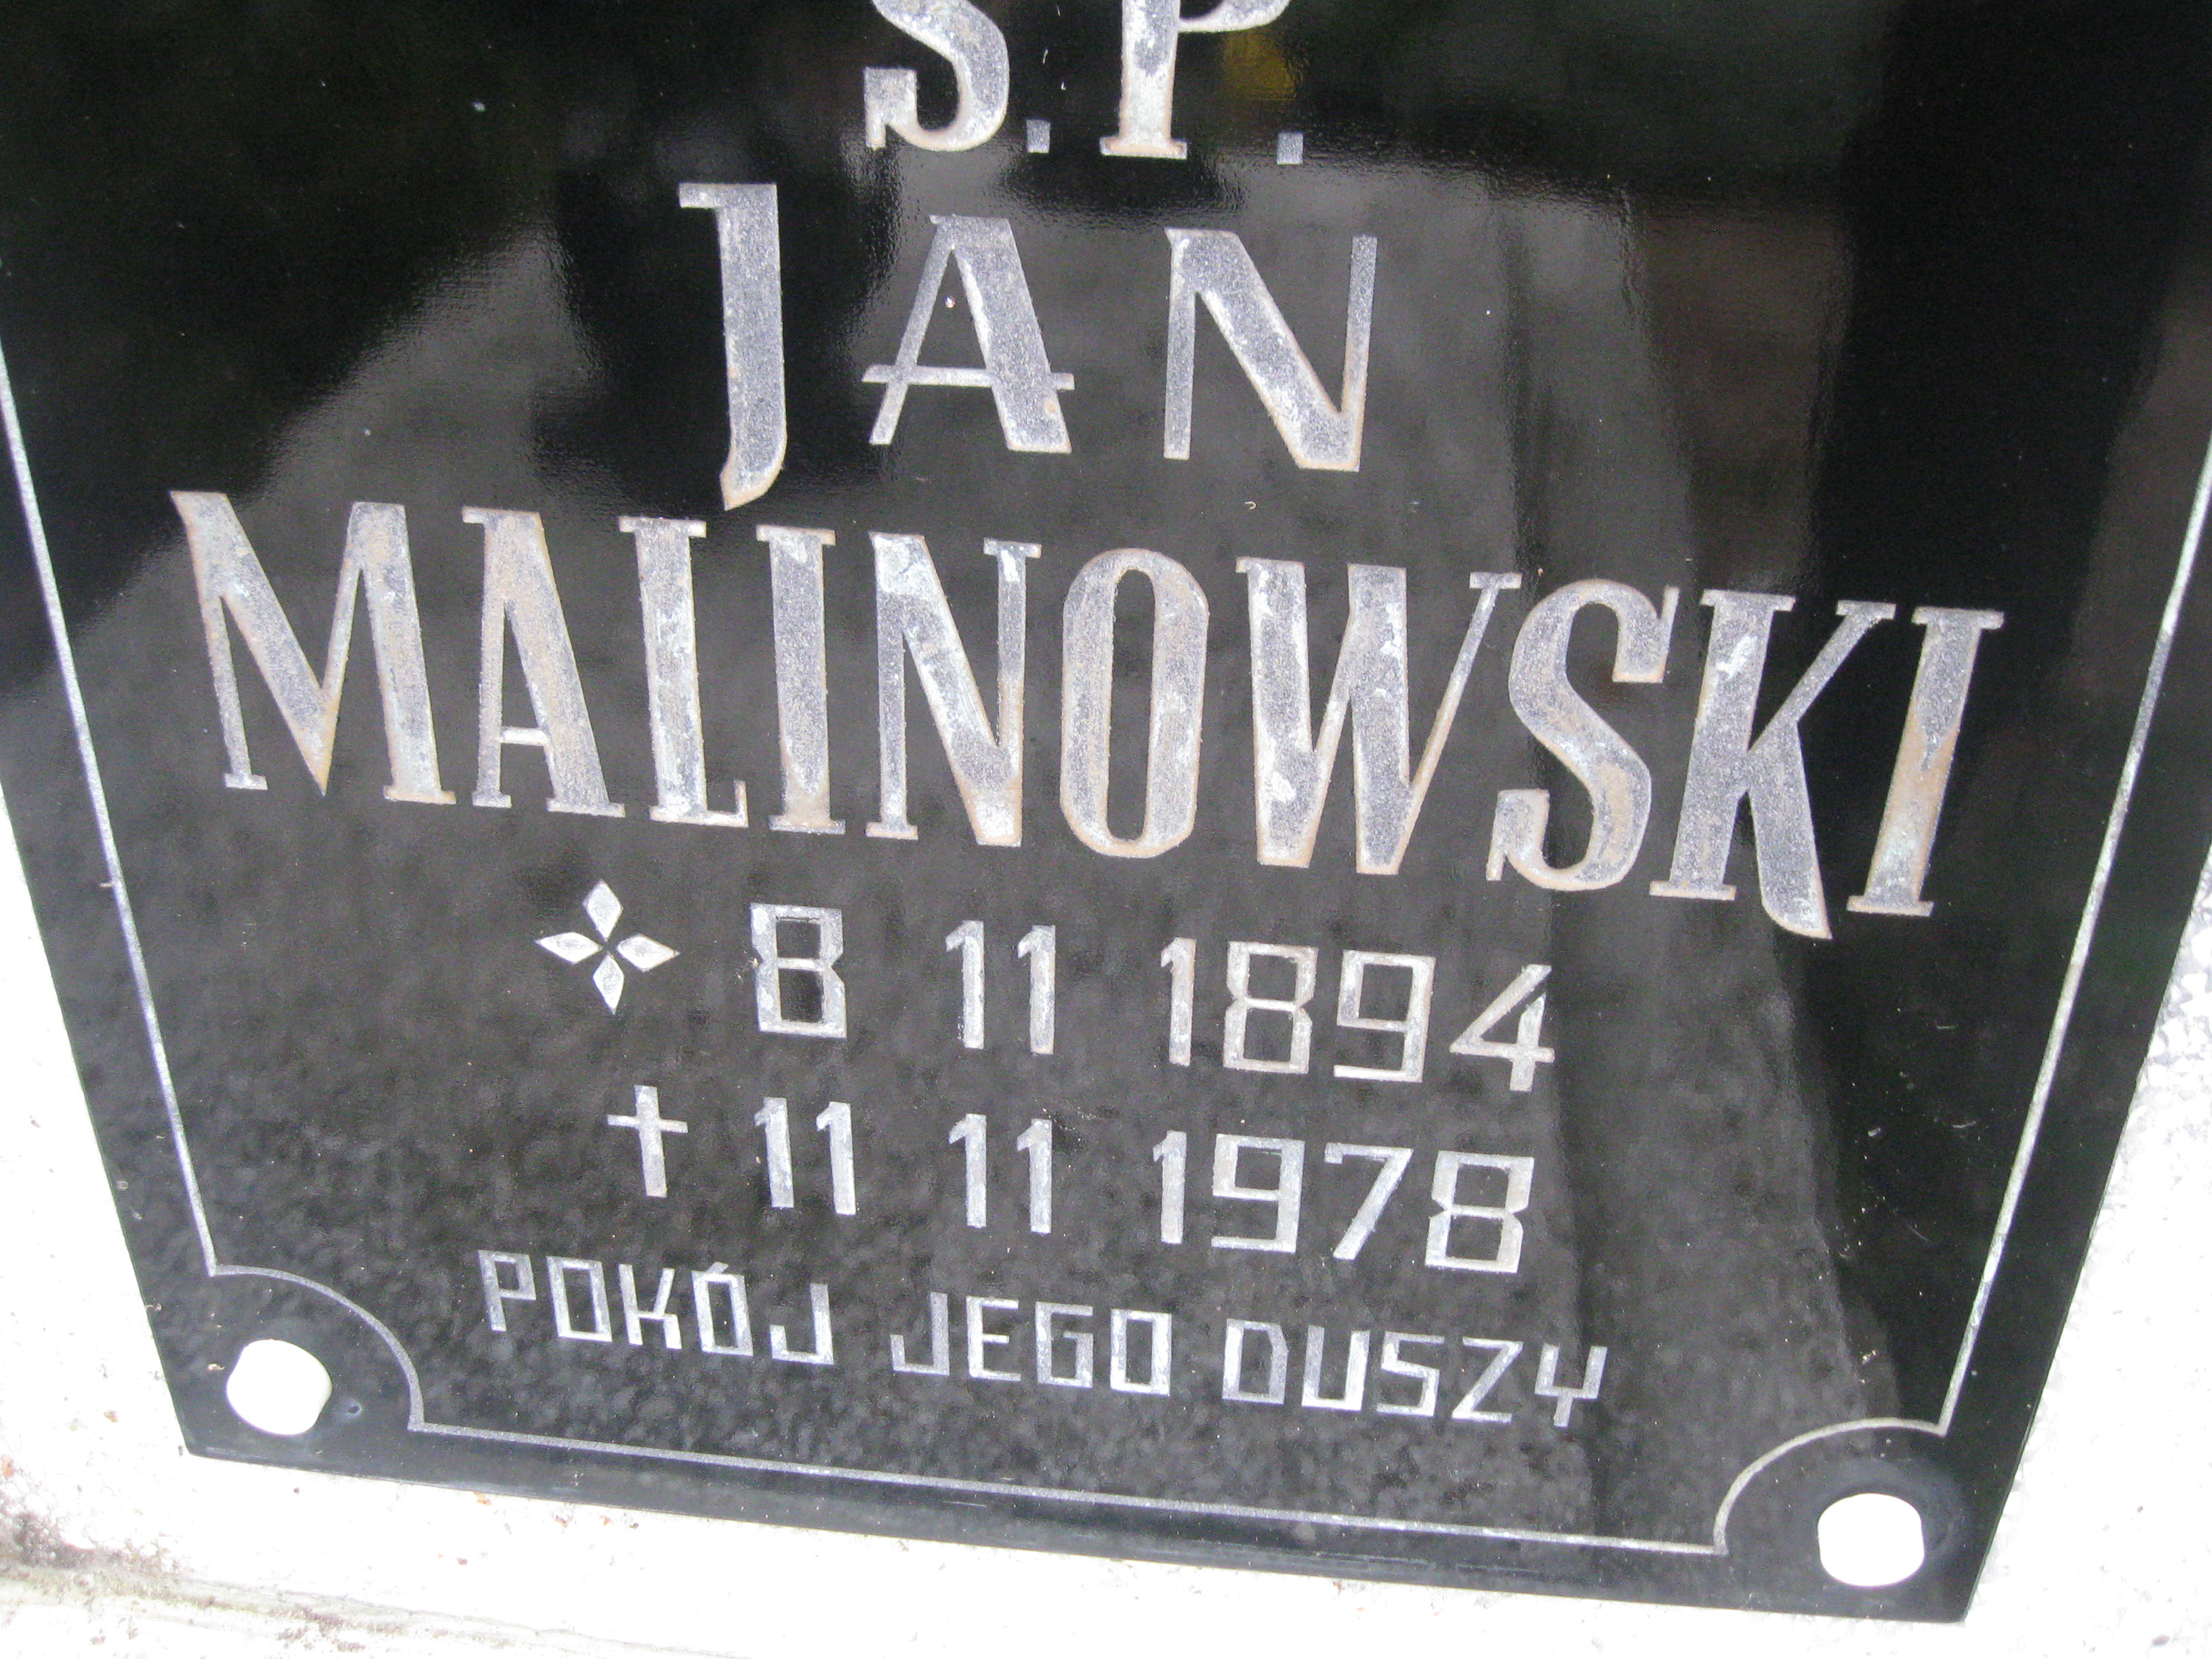 S.P.
JAN
MALINOWSKI
8 11 1894
† 11 11 1978
POKÓJ JEGO DUSZY